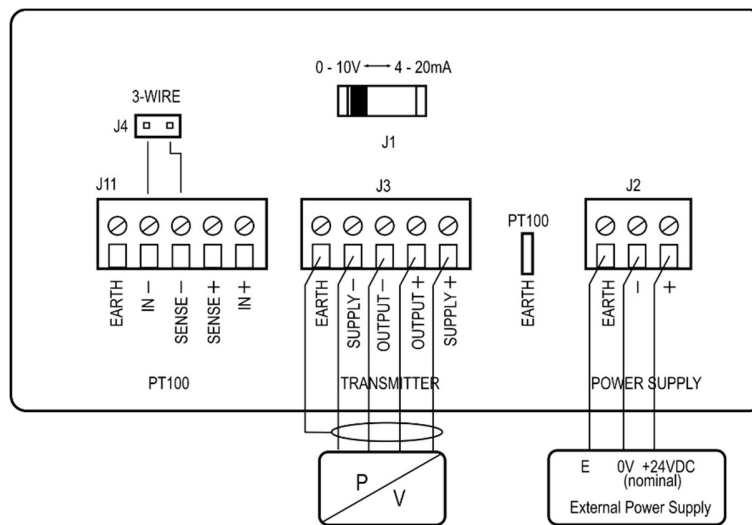 0 - 10V ←→ 4 - 20mA
J1
3-WIRE
J4
J11
EARTH
IN −
SENSE −
SENSE +
IN +
PT100
J3
EARTH
SUPPLY −
OUTPUT −
OUTPUT +
SUPPLY +
TRANSMITTER
PT100
EARTH
J2
EARTH
−
+
POWER SUPPLY
P
V
E 0V +24VDC
(nominal)
External Power Supply